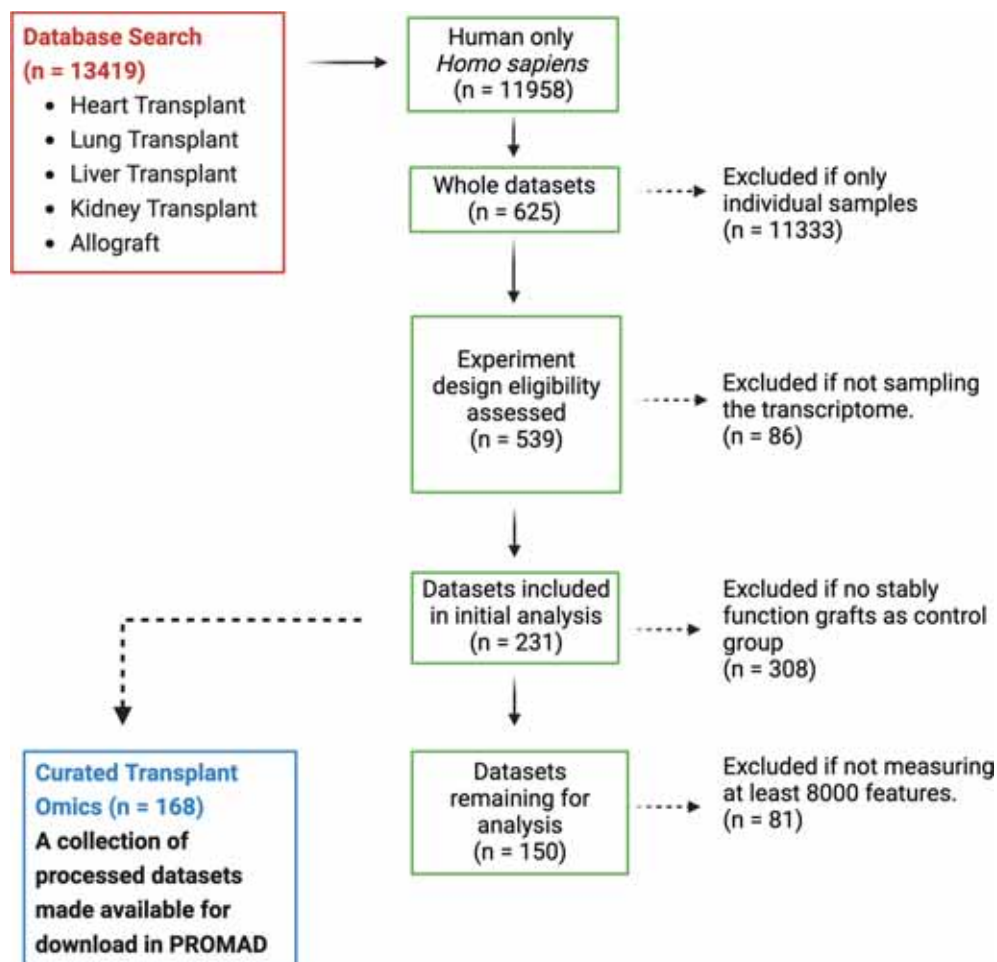 Database Search
(n = 13419)
• Heart Transplant
• Lung Transplant
• Liver Transplant
• Kidney Transplant
• Allograft
Human only
Homo sapiens
(n = 11958)
Whole datasets
(n = 625)
Excluded if only
individual samples
(n = 11333)
Experiment
design eligibility
assessed
(n = 539)
Excluded if not sampling
the transcriptome.
(n = 86)
Datasets included
in initial analysis
(n = 231)
Excluded if no stably
function grafts as control
group
(n = 308)
Curated Transplant
Omics (n = 168)
A collection of
processed datasets
made available for
download in PROMAD
Datasets
remaining for
analysis
(n = 150)
Excluded if not measuring
at least 8000 features.
(n = 81)